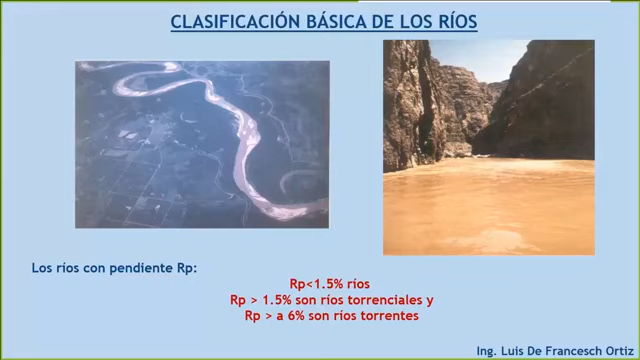 CLASIFICACIÓN BÁSICA DE LOS RÍOS
Los ríos con pendiente Rp:
Rp<1.5% ríos
Rp > 1.5% son ríos torrenciales y
Rp > a 6% son ríos torrentes
Ing. Luis De Francesch Ortiz